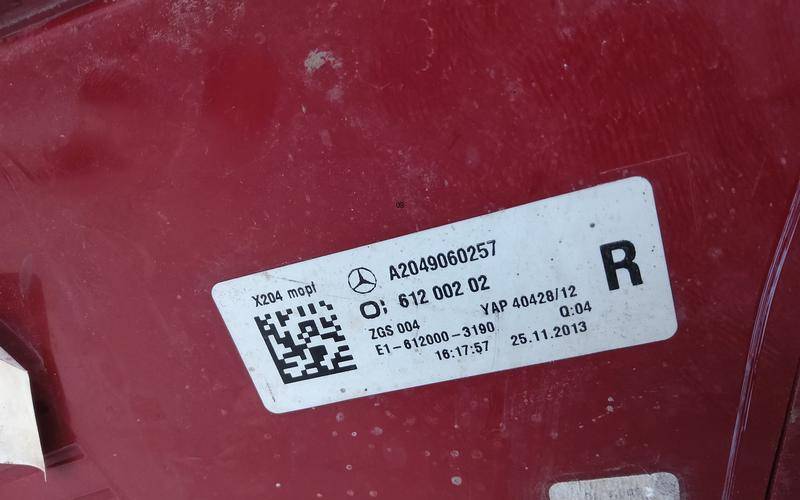 03
X204 mopf
A2049060257
O; 612 002 02
R
ZGS 004 YAP 40428/12
E1-612000-3190 Q:04
16:17:57 25.11.2013